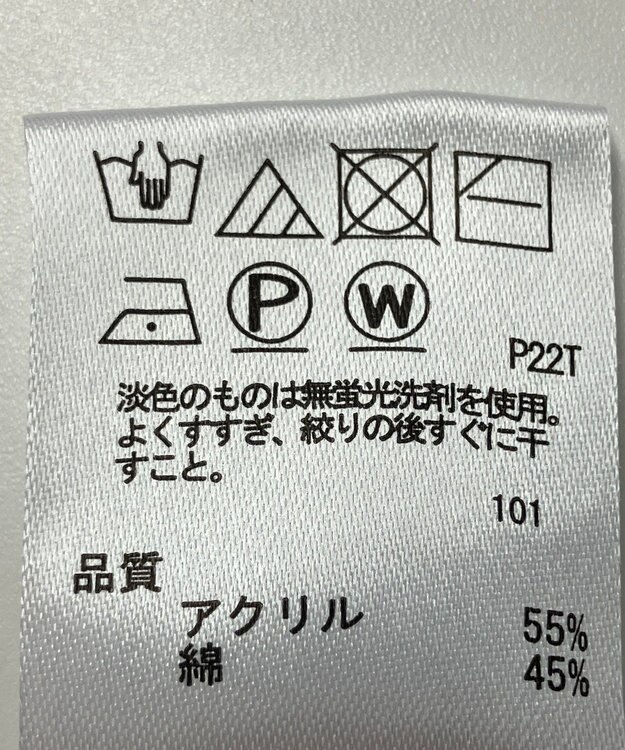 P W
P22T
淡色のものは無蛍光洗剤を使用。
よくすすぎ、絞りの後すぐに干
すこと。
101
品質
アクリル 55%
綿 45%